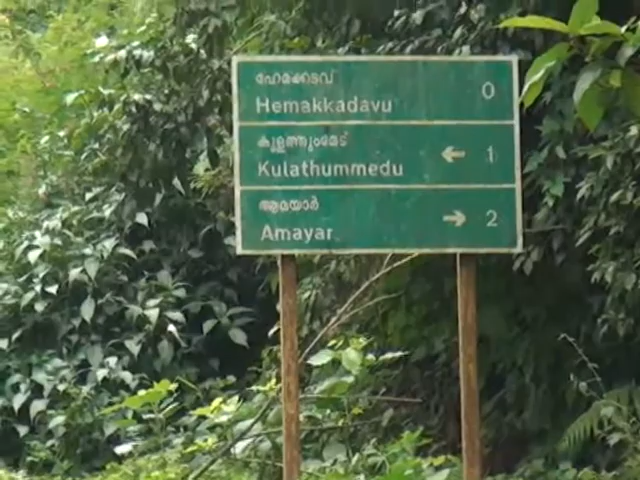 ഹേമക്കടവ്
Hemakkadavu 0
കുളത്തുംമേട്
Kulathummedu ← 1
ആമയാർ
Amayar → 2